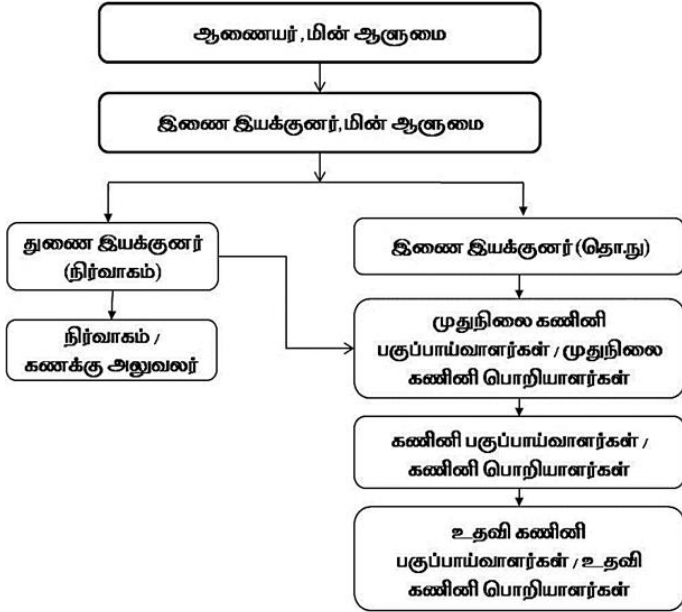 ஆணையர், மின் ஆளுமை
இணை இயக்குனர், மின் ஆளுமை
துணை இயக்குனர்
(நிர்வாகம்)
நிர்வாகம் /
கணக்கு அலுவலர்
இணை இயக்குனர் (தொ.நு)
முதுநிலை கணினி
பகுப்பாய்வாளர்கள் / முதுநிலை
கணினி பொறியாளர்கள்
கணினி பகுப்பாய்வாளர்கள் /
கணினி பொறியாளர்கள்
உதவி கணினி
பகுப்பாய்வாளர்கள் / உதவி
கணினி பொறியாளர்கள்